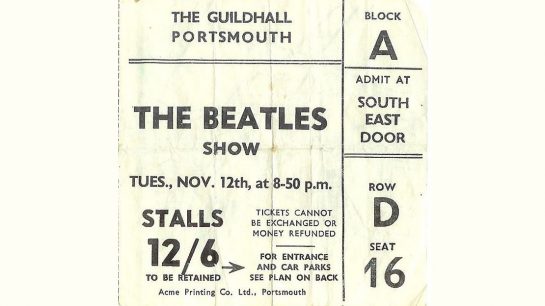 THE GUILDHALL
PORTSMOUTH
THE BEATLES
SHOW
TUES., NOV. 12th, at 8-50 p.m.
STALLS
12/6
TO BE RETAINED
TICKETS CANNOT
BE EXCHANGED OR
MONEY REFUNDED
FOR ENTRANCE
AND CAR PARKS
SEE PLAN ON BACK
Acme Printing Co. Ltd., Portsmouth
BLOCK
A
ADMIT AT
SOUTH
EAST
DOOR
ROW
D
SEAT
16